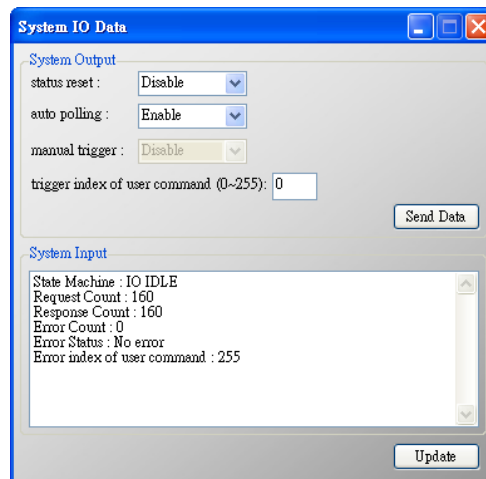 System IO Data
System Output
status reset : Disable
auto polling : Enable
manual trigger : Disable
trigger index of user command (0~255): 0
Send Data
System Input
State Machine : IO IDLE
Request Count : 160
Response Count : 160
Error Count : 0
Error Status : No error
Error index of user command : 255
Update